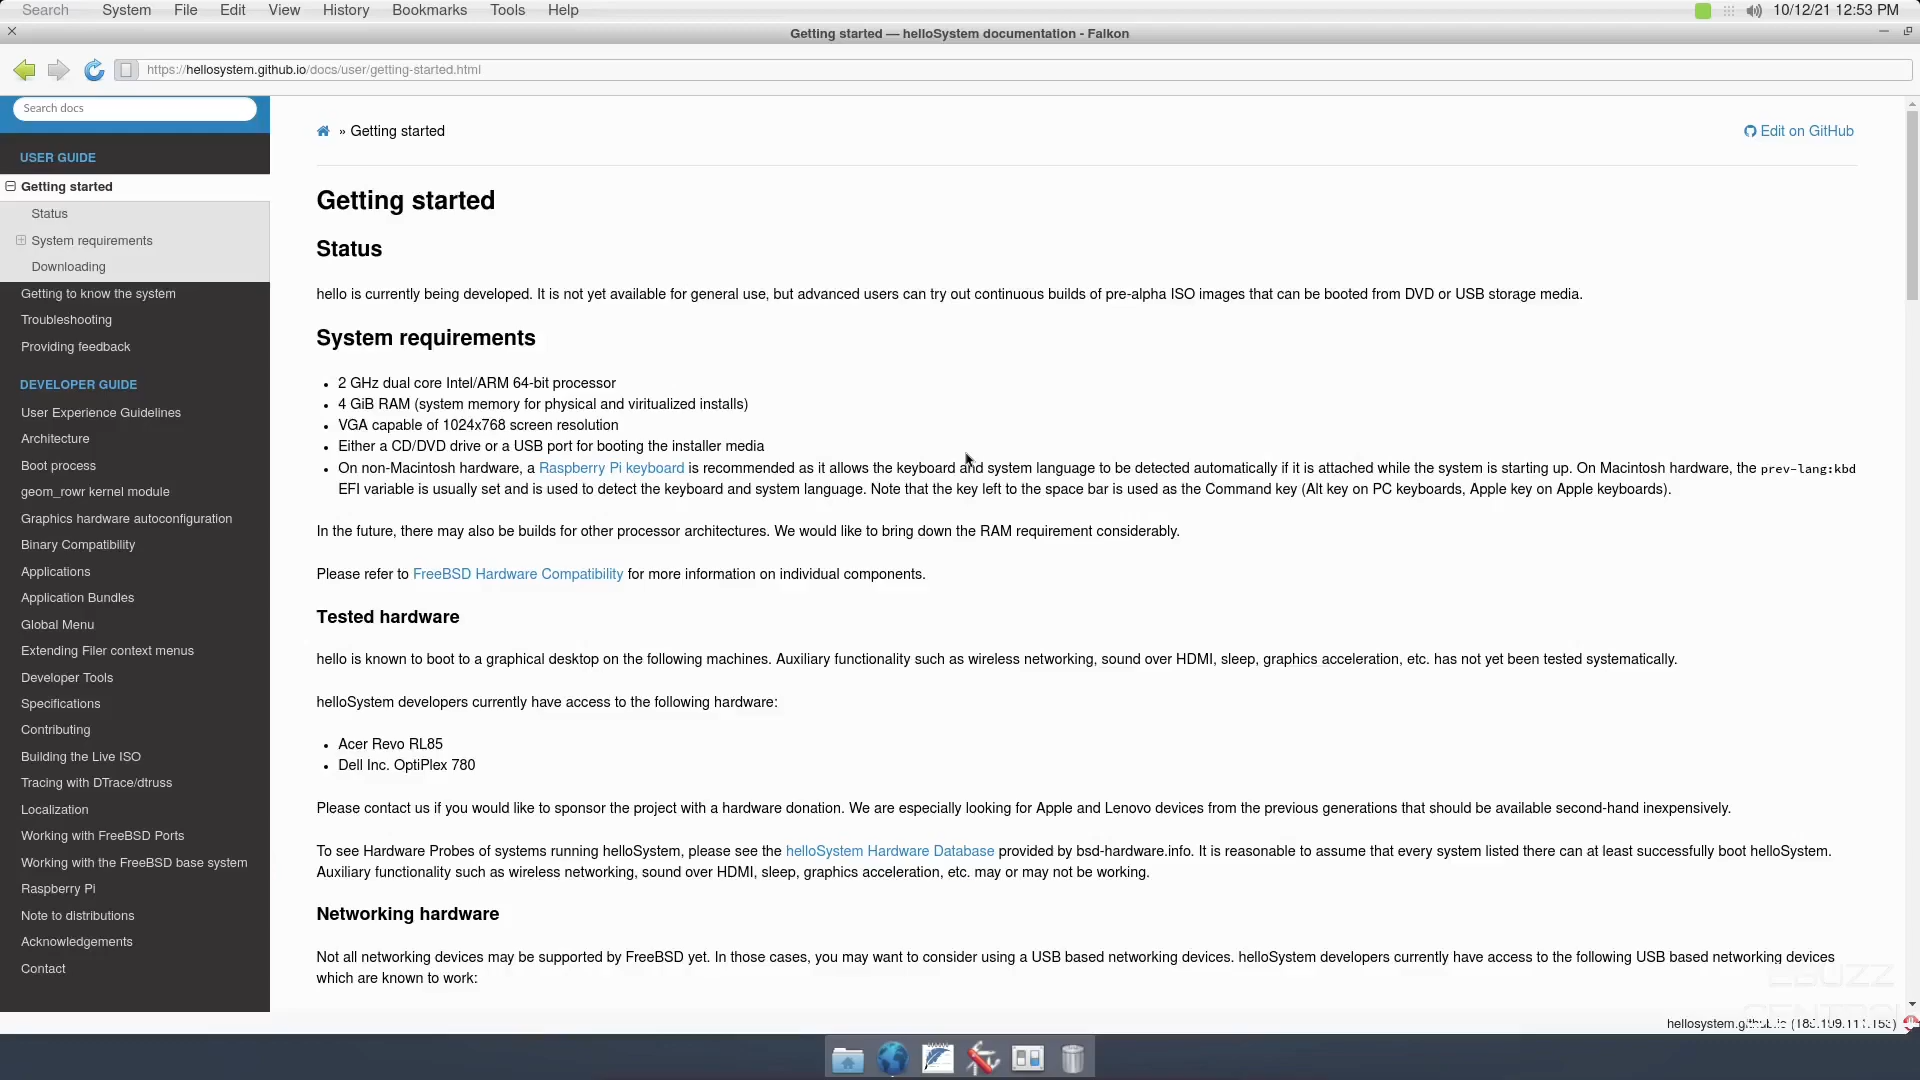 Search System File Edit View History Bookmarks Tools Help 10/12/21 12:53 PM
Getting started — helloSystem documentation - Falkon
https://hellosystem.github.io/docs/user/getting-started.html
Search docs
USER GUIDE
Getting started
Status
System requirements
Downloading
Getting to know the system
Troubleshooting
Providing feedback
DEVELOPER GUIDE
User Experience Guidelines
Architecture
Boot process
geom_rowr kernel module
Graphics hardware autoconfiguration
Binary Compatibility
Applications
Application Bundles
Global Menu
Extending Filer context menus
Developer Tools
Specifications
Contributing
Building the Live ISO
Tracing with DTrace/dtruss
Localization
Working with FreeBSD Ports
Working with the FreeBSD base system
Raspberry Pi
Note to distributions
Acknowledgements
Contact
» Getting started
Edit on GitHub
Getting started
Status
hello is currently being developed. It is not yet available for general use, but advanced users can try out continuous builds of pre-alpha ISO images that can be booted from DVD or USB storage media.
System requirements
• 2 GHz dual core Intel/ARM 64-bit processor
• 4 GiB RAM (system memory for physical and viritualized installs)
• VGA capable of 1024x768 screen resolution
• Either a CD/DVD drive or a USB port for booting the installer media
• On non-Macintosh hardware, a Raspberry Pi keyboard is recommended as it allows the keyboard and system language to be detected automatically if it is attached while the system is starting up. On Macintosh hardware, the prev-lang:kbd
EFI variable is usually set and is used to detect the keyboard and system language. Note that the key left to the space bar is used as the Command key (Alt key on PC keyboards, Apple key on Apple keyboards).
In the future, there may also be builds for other processor architectures. We would like to bring down the RAM requirement considerably.
Please refer to FreeBSD Hardware Compatibility for more information on individual components.
Tested hardware
hello is known to boot to a graphical desktop on the following machines. Auxiliary functionality such as wireless networking, sound over HDMI, sleep, graphics acceleration, etc. has not yet been tested systematically.
helloSystem developers currently have access to the following hardware:
• Acer Revo RL85
• Dell Inc. OptiPlex 780
Please contact us if you would like to sponsor the project with a hardware donation. We are especially looking for Apple and Lenovo devices from the previous generations that should be available second-hand inexpensively.
To see Hardware Probes of systems running helloSystem, please see the helloSystem Hardware Database provided by bsd-hardware.info. It is reasonable to assume that every system listed there can at least successfully boot helloSystem.
Auxiliary functionality such as wireless networking, sound over HDMI, sleep, graphics acceleration, etc. may or may not be working.
Networking hardware
Not all networking devices may be supported by FreeBSD yet. In those cases, you may want to consider using a USB based networking devices. helloSystem developers currently have access to the following USB based networking devices
which are known to work:
EBUZZ